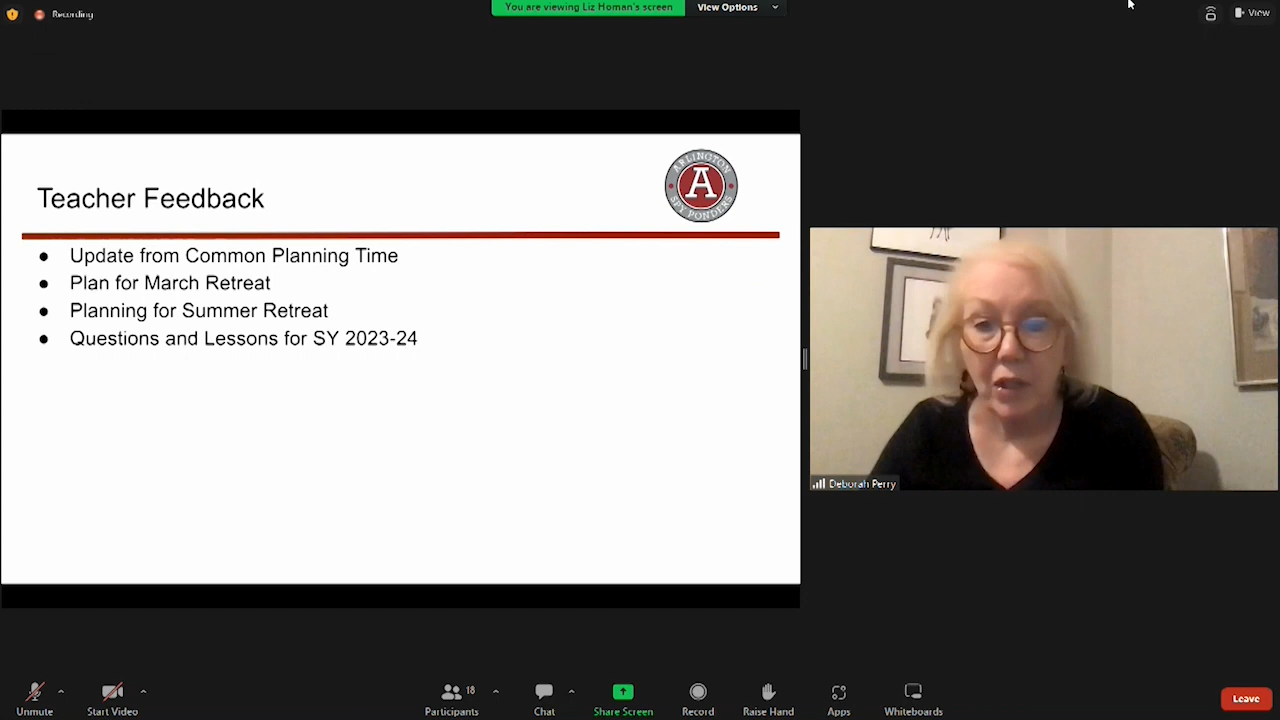 Recording
You are viewing Liz Homan's screen
View Options
View
Teacher Feedback
ARLINGTON
A
SPY PONDERS
● Update from Common Planning Time
● Plan for March Retreat
● Planning for Summer Retreat
● Questions and Lessons for SY 2023-24
Deborah Perry
Unmute
Start Video
18
Participants
Chat
Share Screen
Record
Raise Hand
Apps
Whiteboards
Leave